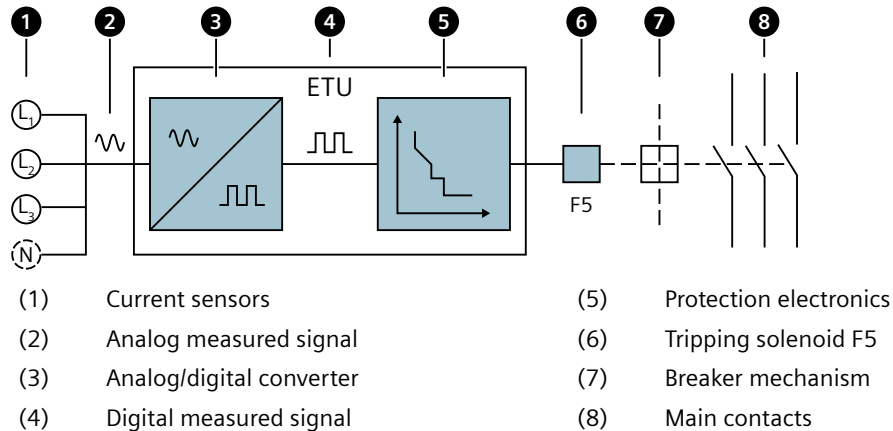 1 2 3 4 5 6 7 8
ETU
L1
L2
L3
N
F5
(1) Current sensors
(2) Analog measured signal
(3) Analog/digital converter
(4) Digital measured signal
(5) Protection electronics
(6) Tripping solenoid F5
(7) Breaker mechanism
(8) Main contacts